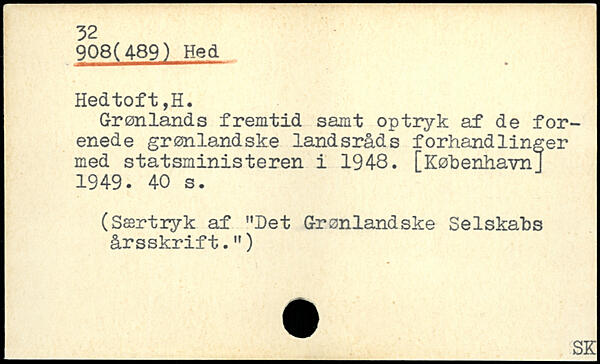 32
908(489) Hed
Hedtoft,H.
Grønlands fremtid samt optryk af de for-
enede grønlandske landsråds forhandlinger
med statsministeren i 1948. [København]
1949. 40 s.
(Særtryk af "Det Grønlandske Selskabs
årsskrift.")
SK